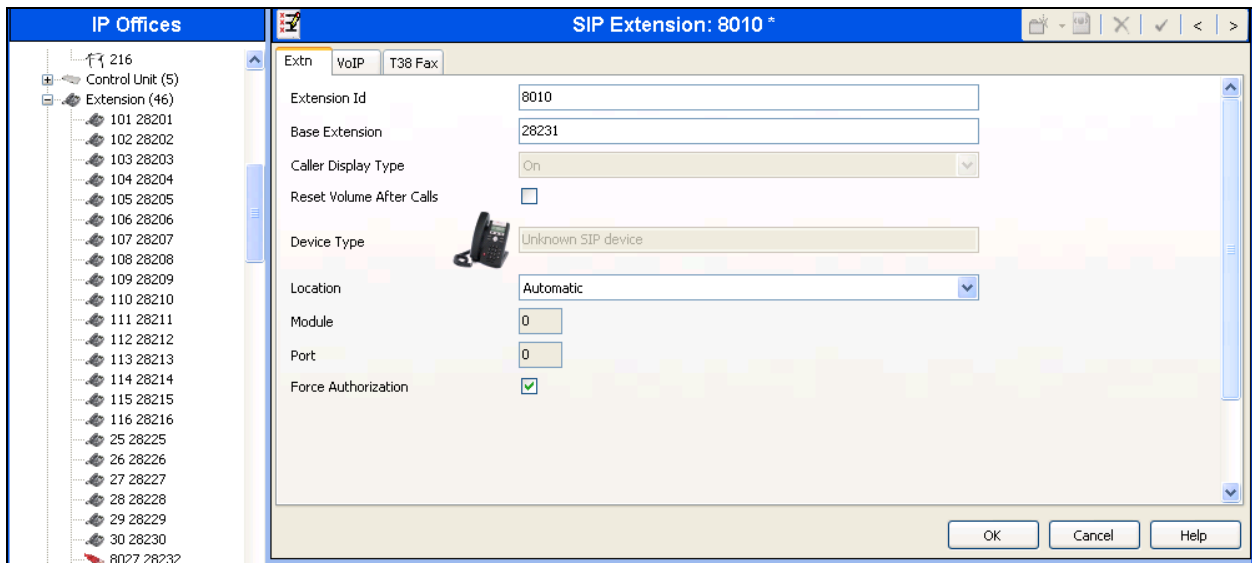 IP Offices
216
Control Unit (5)
Extension (46)
101 28201
102 28202
103 28203
104 28204
105 28205
106 28206
107 28207
108 28208
109 28209
110 28210
111 28211
112 28212
113 28213
114 28214
115 28215
116 28216
25 28225
26 28226
27 28227
28 28228
29 28229
30 28230
8027 28232
SIP Extension: 8010 *
Extn VoIP T38 Fax
Extension Id 8010
Base Extension 28231
Caller Display Type On
Reset Volume After Calls
Device Type Unknown SIP device
Location Automatic
Module 0
Port 0
Force Authorization
OK Cancel Help